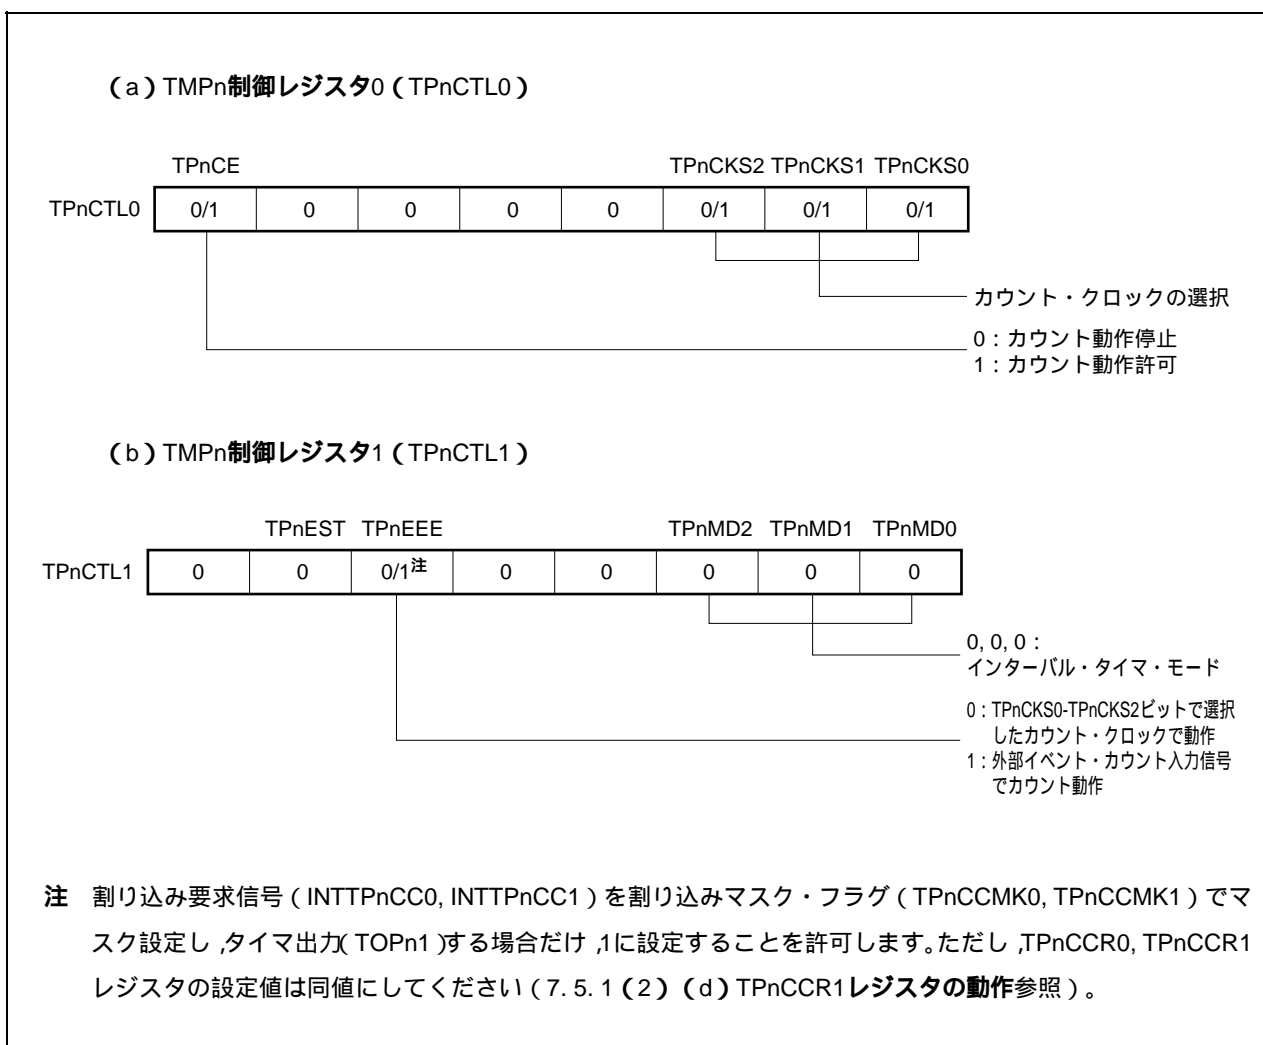 （a）TMPn制御レジスタ0（TPnCTL0）
TPnCE TPnCKS2 TPnCKS1 TPnCKS0
TPnCTL0 0/1 0 0 0 0 0/1 0/1 0/1
カウント・クロックの選択
0：カウント動作停止
1：カウント動作許可
（b）TMPn制御レジスタ1（TPnCTL1）
TPnEST TPnEEE TPnMD2 TPnMD1 TPnMD0
TPnCTL1 0 0 0/1注 0 0 0 0 0
0, 0, 0：
インターバル・タイマ・モード
0：TPnCKS0-TPnCKS2ビットで選択
したカウント・クロックで動作
1：外部イベント・カウント入力信号
でカウント動作
注 割り込み要求信号（INTTPnCC0, INTTPnCC1）を割り込みマスク・フラグ（TPnCCMK0, TPnCCMK1）でマ
スク設定し,タイマ出力（TOPn1）する場合だけ,1に設定することを許可します。ただし,TPnCCR0, TPnCCR1
レジスタの設定値は同値にしてください（7. 5. 1（2）（d）TPnCCR1レジスタの動作参照）。